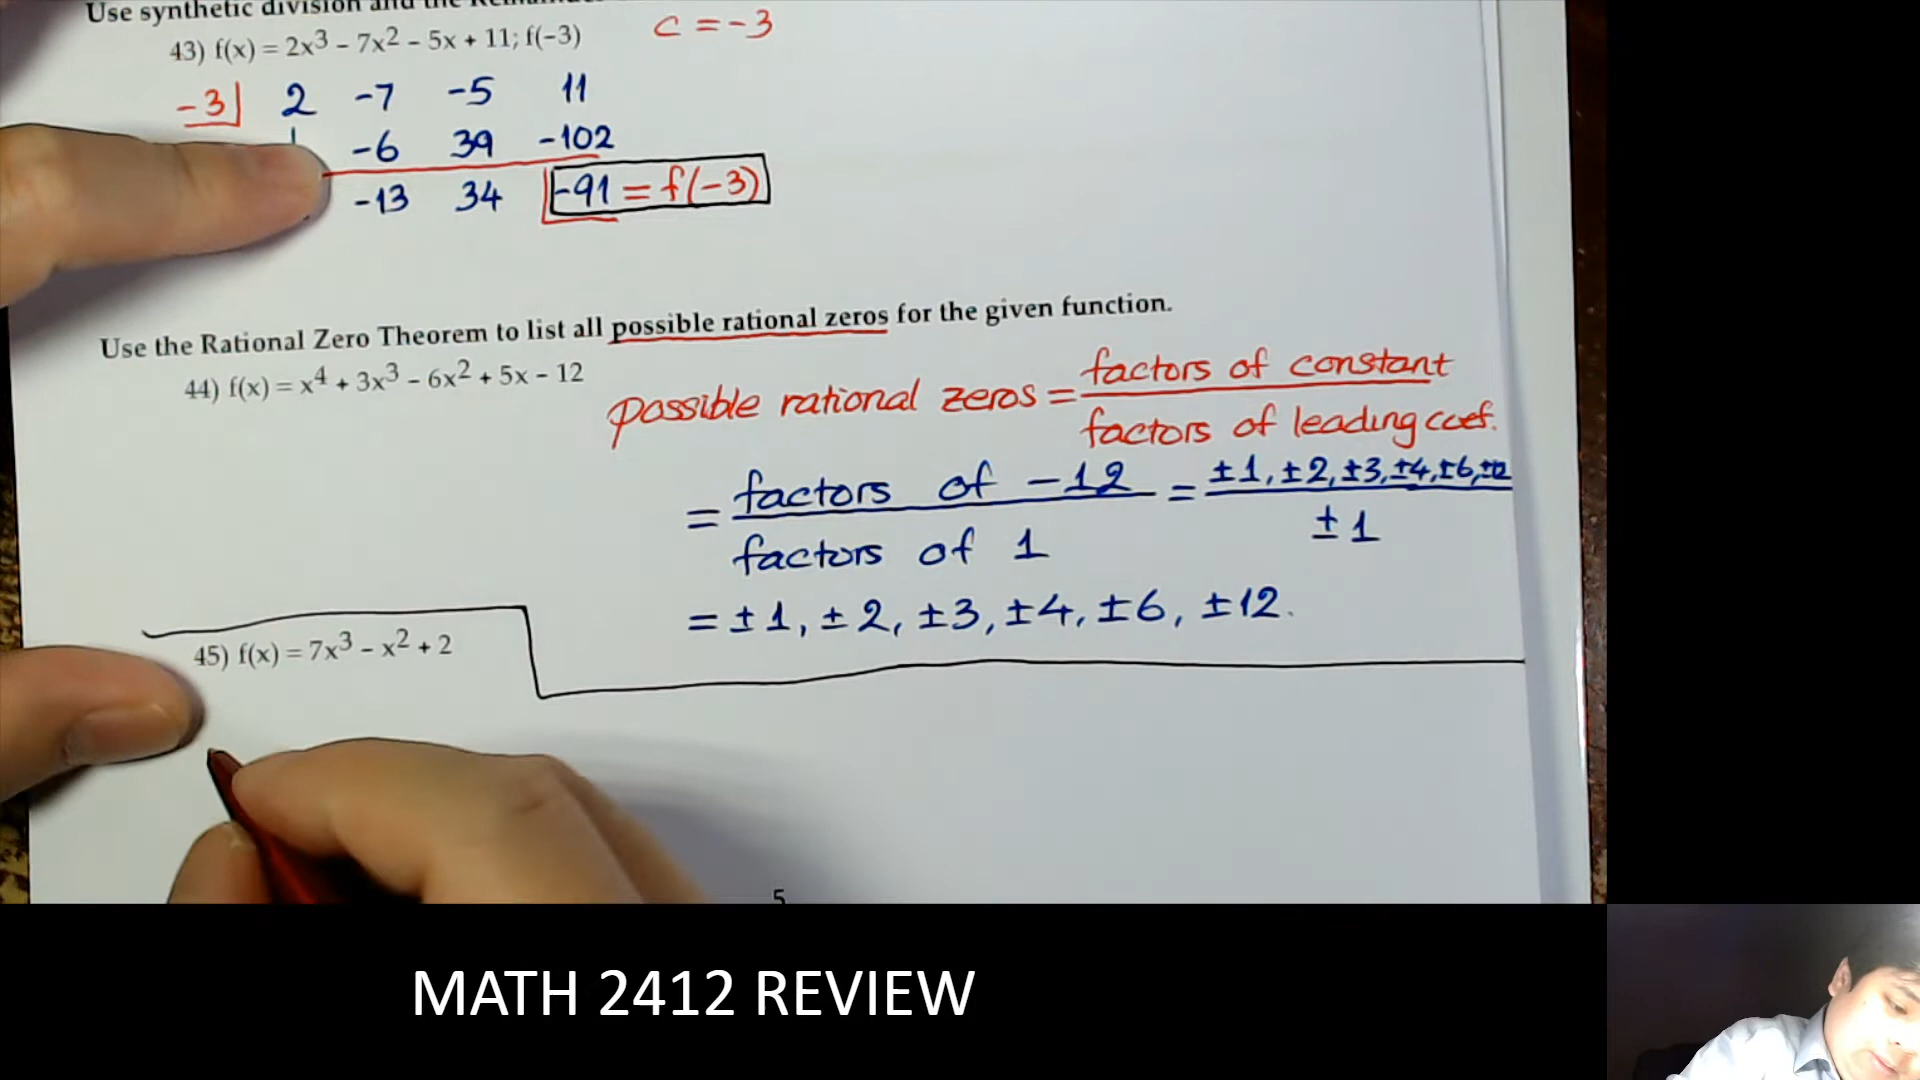 Use synthetic division and the
43) f(x) = 2x³ – 7x² – 5x + 11; f(–3)
c = -3
-3 2 -7 -5 11
-6 39 -102
-13 34 -91 = f(-3)
Use the Rational Zero Theorem to list all possible rational zeros for the given function.
44) f(x) = x⁴ + 3x³ – 6x² + 5x – 12
possible rational zeros = factors of constant / factors of leading coef.
= factors of -12 / factors of 1 = ±1, ±2, ±3, ±4, ±6, ±12 / ±1
= ±1, ±2, ±3, ±4, ±6, ±12.
45) f(x) = 7x³ – x² + 2
5
MATH 2412 REVIEW